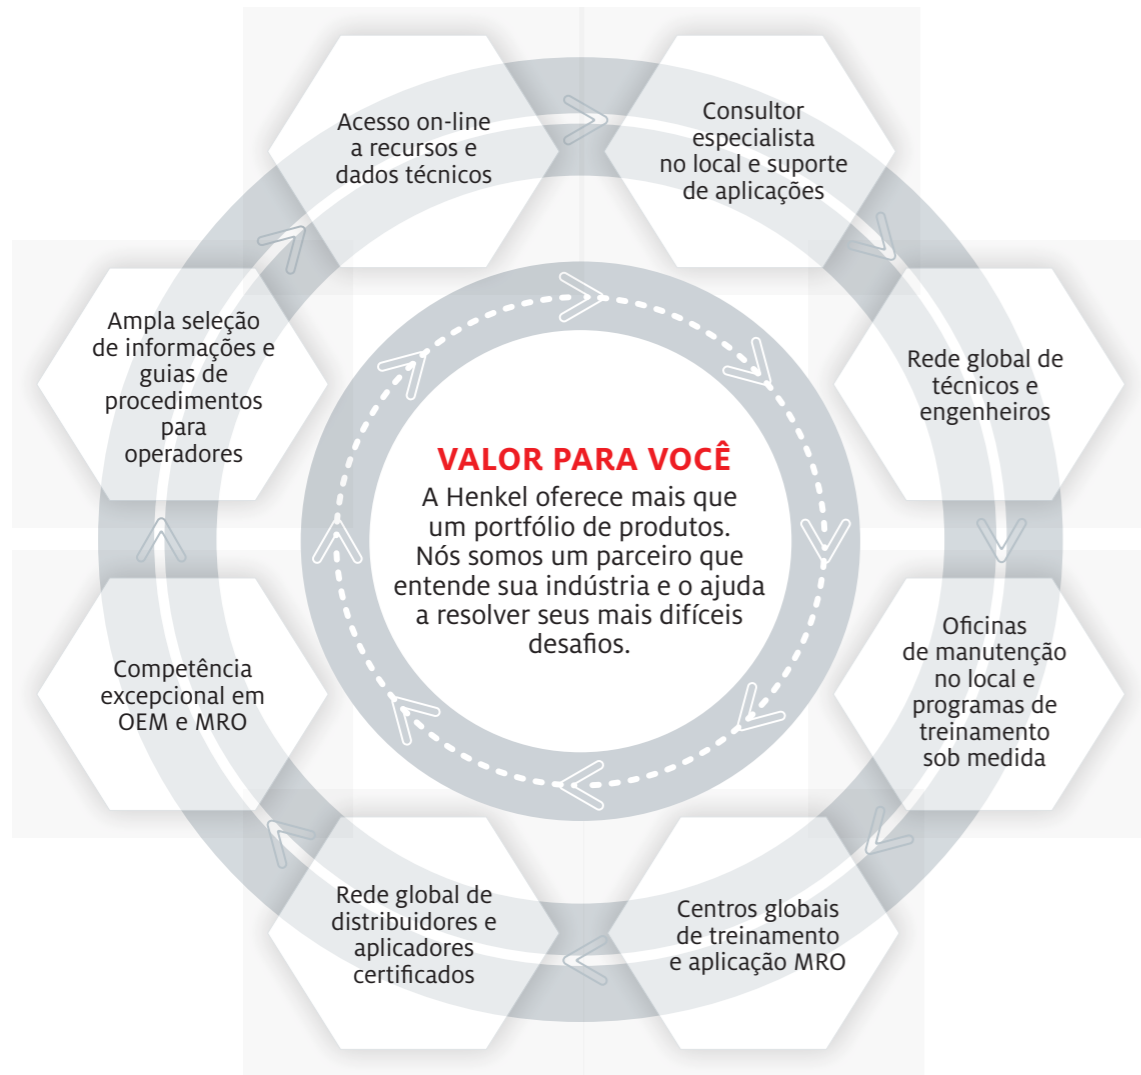 Acesso on-line
a recursos e
dados técnicos
Consultor
especialista
no local e suporte
de aplicações
Rede global de
técnicos e
engenheiros
Oficinas
de manutenção
no local e
programas de
treinamento
sob medida
Centros globais
de treinamento
e aplicação MRO
Rede global de
distribuidores e
aplicadores
certificados
Competência
excepcional em
OEM e MRO
Ampla seleção
de informações e
guias de
procedimentos
para
operadores
VALOR PARA VOCÊ
A Henkel oferece mais que
um portfólio de produtos.
Nós somos um parceiro que
entende sua indústria e o ajuda
a resolver seus mais difíceis
desafios.